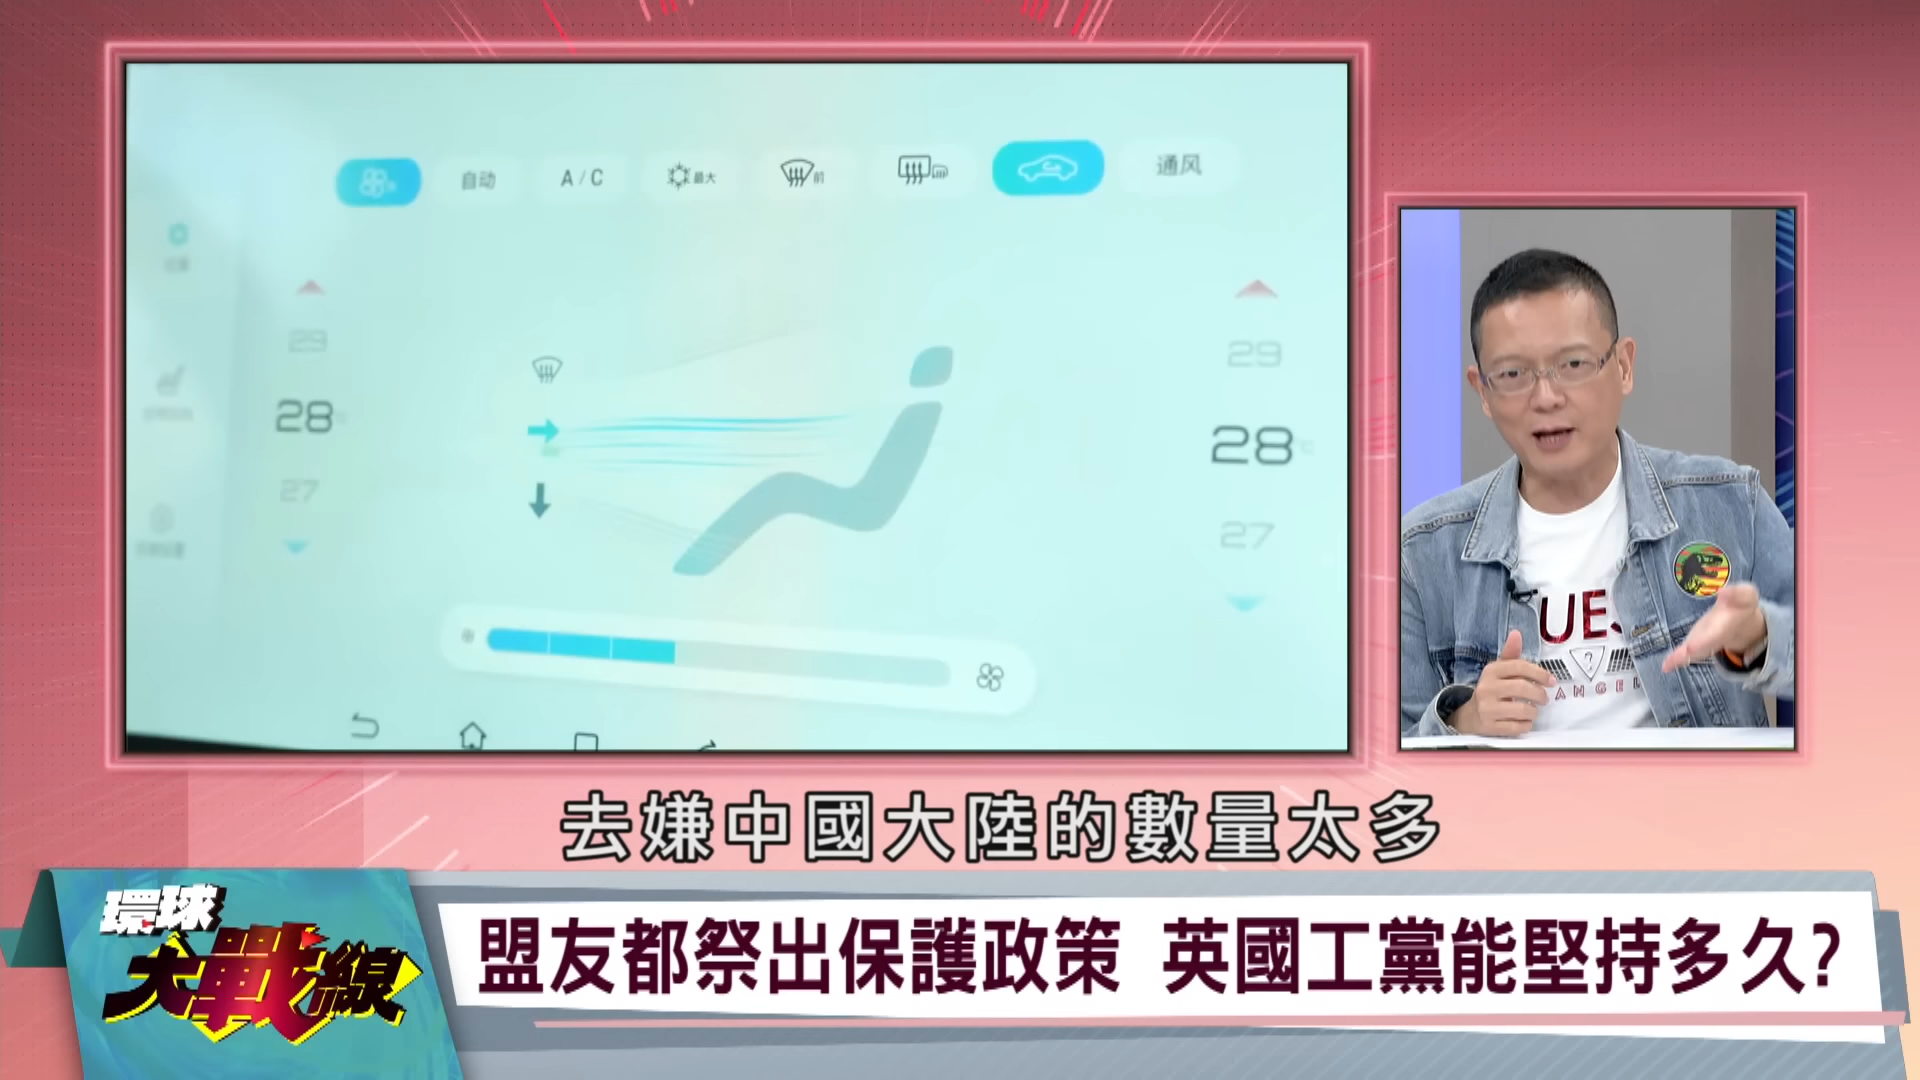 自动
A/C
最大
前
通风
29
28
27
29
28
27
UES
ANGEL
去嫌中國大陸的數量太多
環球
大戰線
盟友都祭出保護政策 英國工黨能堅持多久?